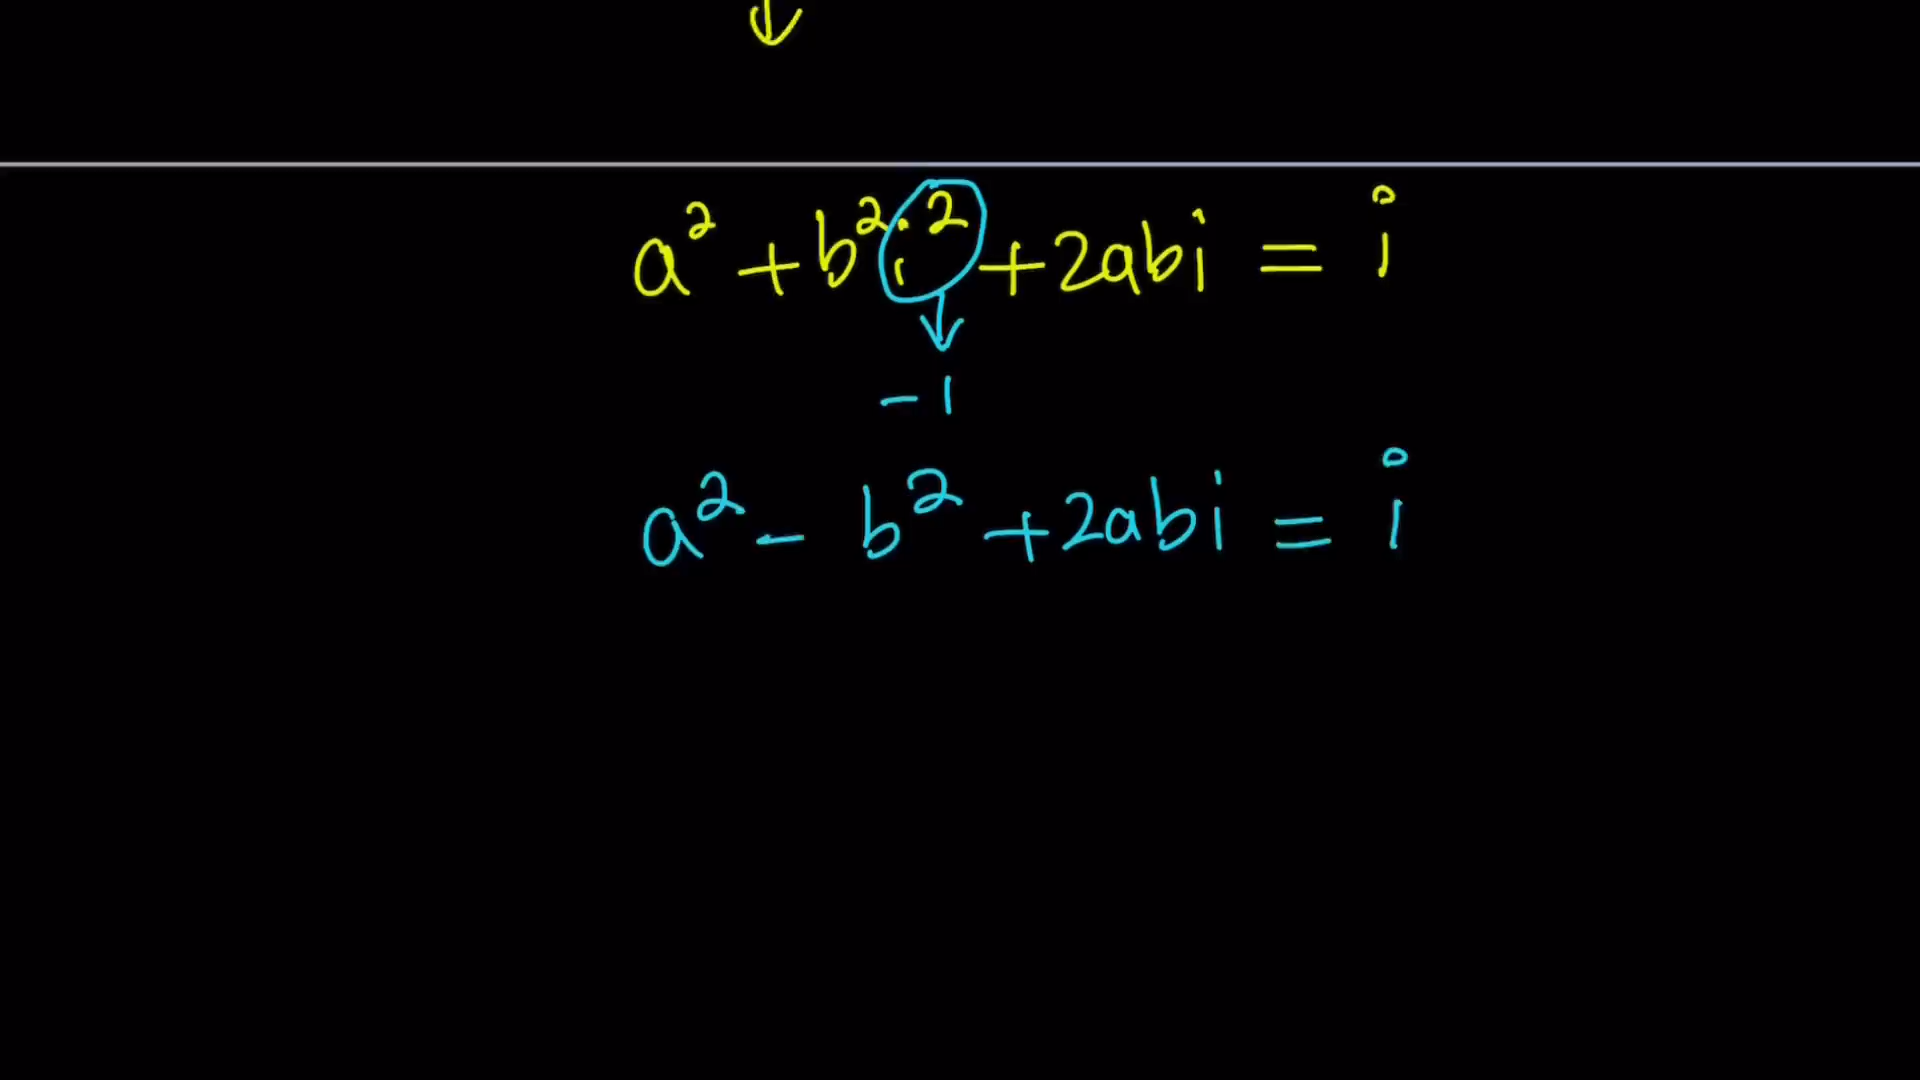 a² + b²i² + 2abi = i
-1
a² - b² + 2abi = i